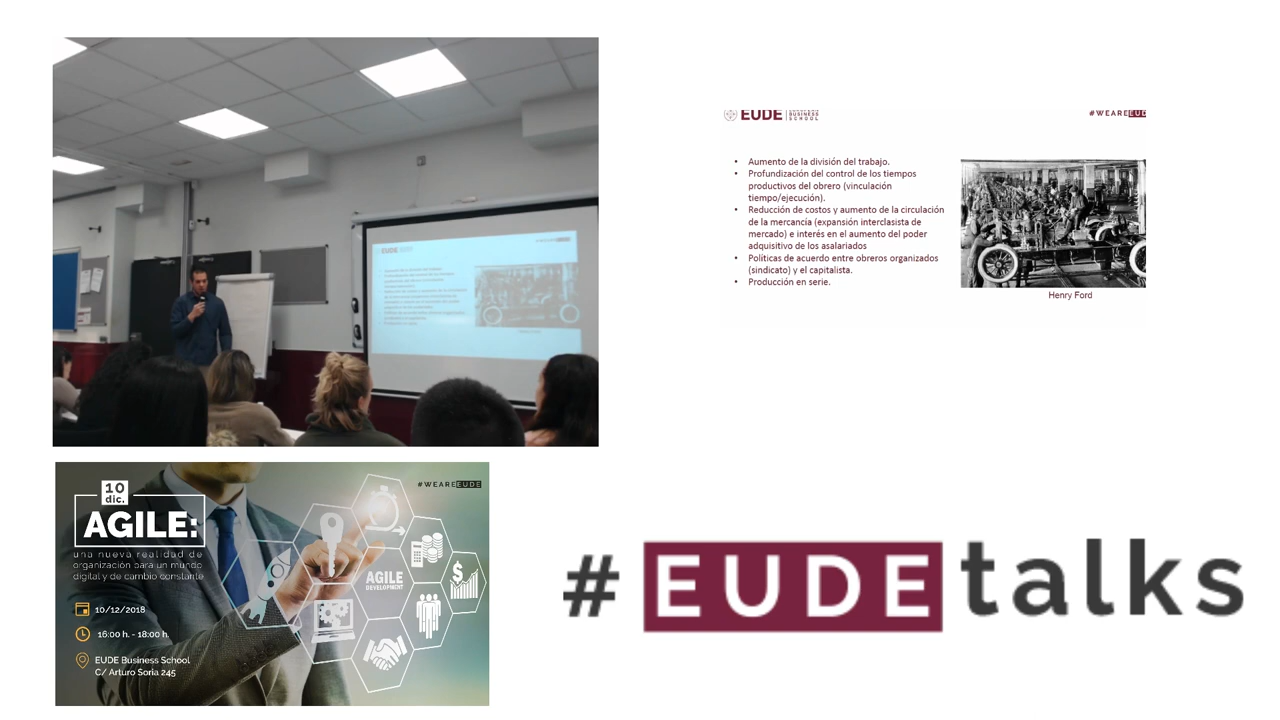 EUDE BUSINESS SCHOOL
#WEAREEUDE
• Aumento de la división del trabajo.
• Profundización del control de los tiempos
productivos del obrero (vinculación
tiempo/ejecución).
• Reducción de costos y aumento de la circulación
de la mercancía (expansión interclasista de
mercado) e interés en el aumento del poder
adquisitivo de los asalariados
• Políticas de acuerdo entre obreros organizados
(sindicato) y el capitalista.
• Producción en serie.
Henry Ford
EUDE
10
dic.
#WEAREEUDE
AGILE:
una nueva realidad de
organización para un mundo
digital y de cambio constante
AGILE
DEVELOPMENT
10/12/2018
16:00 h. - 18:00 h.
EUDE Business School
C/ Arturo Soria 245
#EUDEtalks